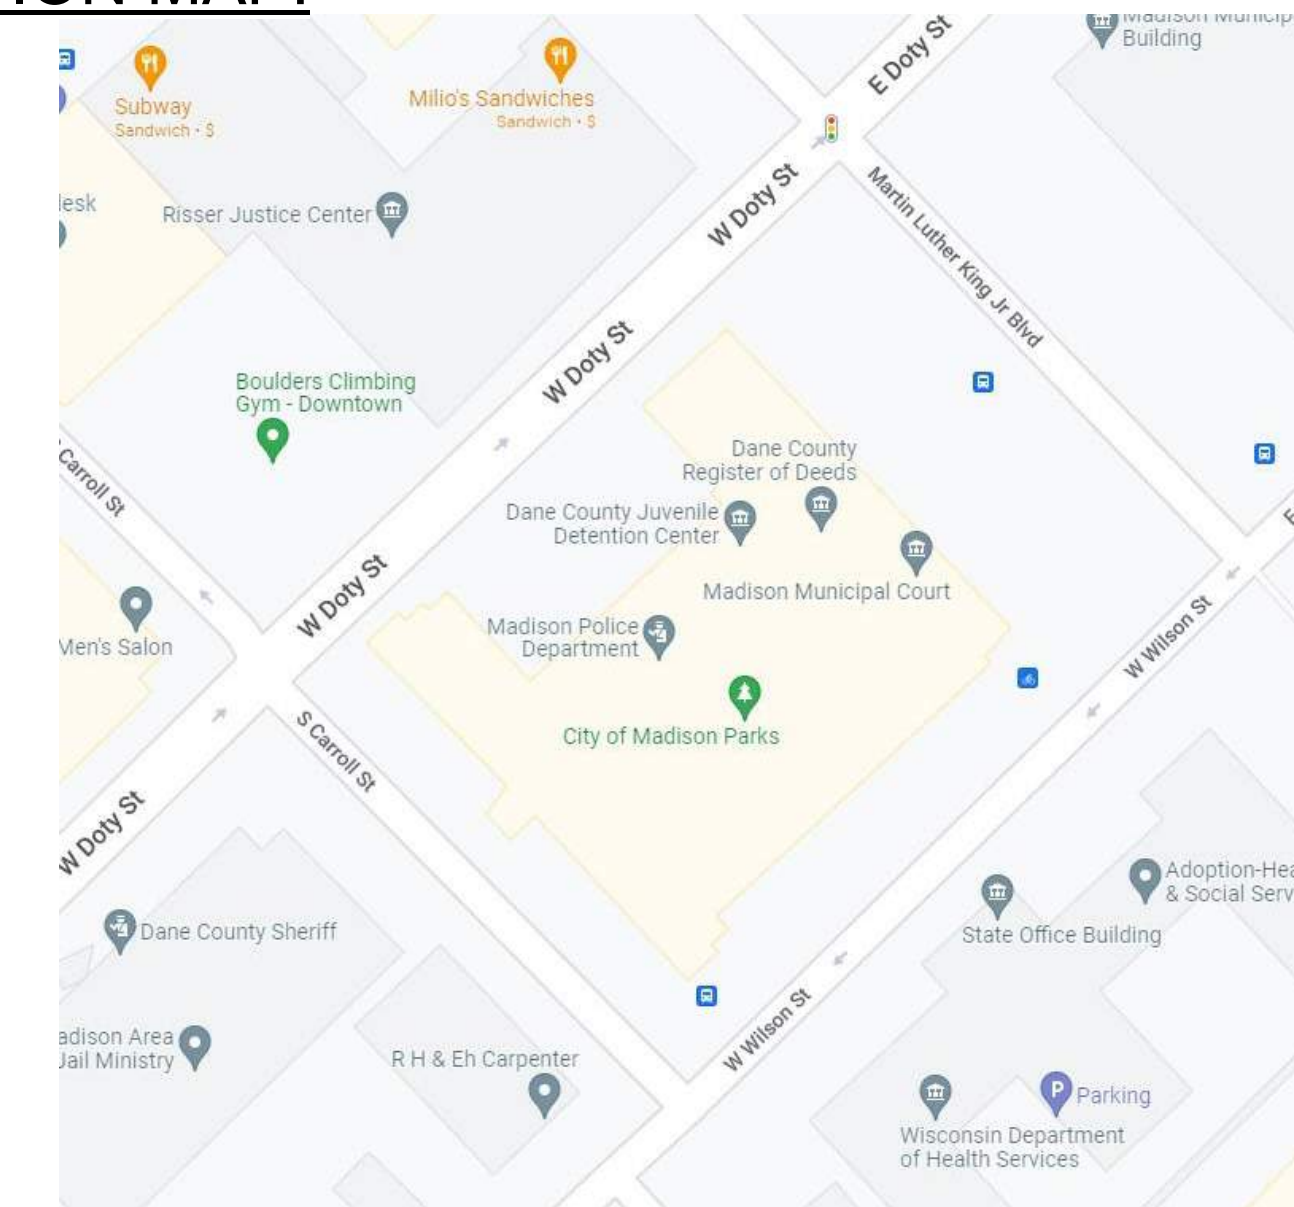 E Doty St
Building
Subway
Sandwich • $
Milio's Sandwiches
Sandwich • $
W Doty St
Martin Luther King Jr Blvd
Risser Justice Center
W Doty St
Boulders Climbing
Gym - Downtown
Dane County
Register of Deeds
Carroll St
Dane County Juvenile
Detention Center
W Doty St
Madison Municipal Court
Men's Salon
Madison Police
Department
W Wilson St
City of Madison Parks
S Carroll St
W Doty St
Adoption-Hea
& Social Serv
Dane County Sheriff
State Office Building
adison Area
Jail Ministry
W Wilson St
R H & Eh Carpenter
P
Parking
Wisconsin Department
of Health Services